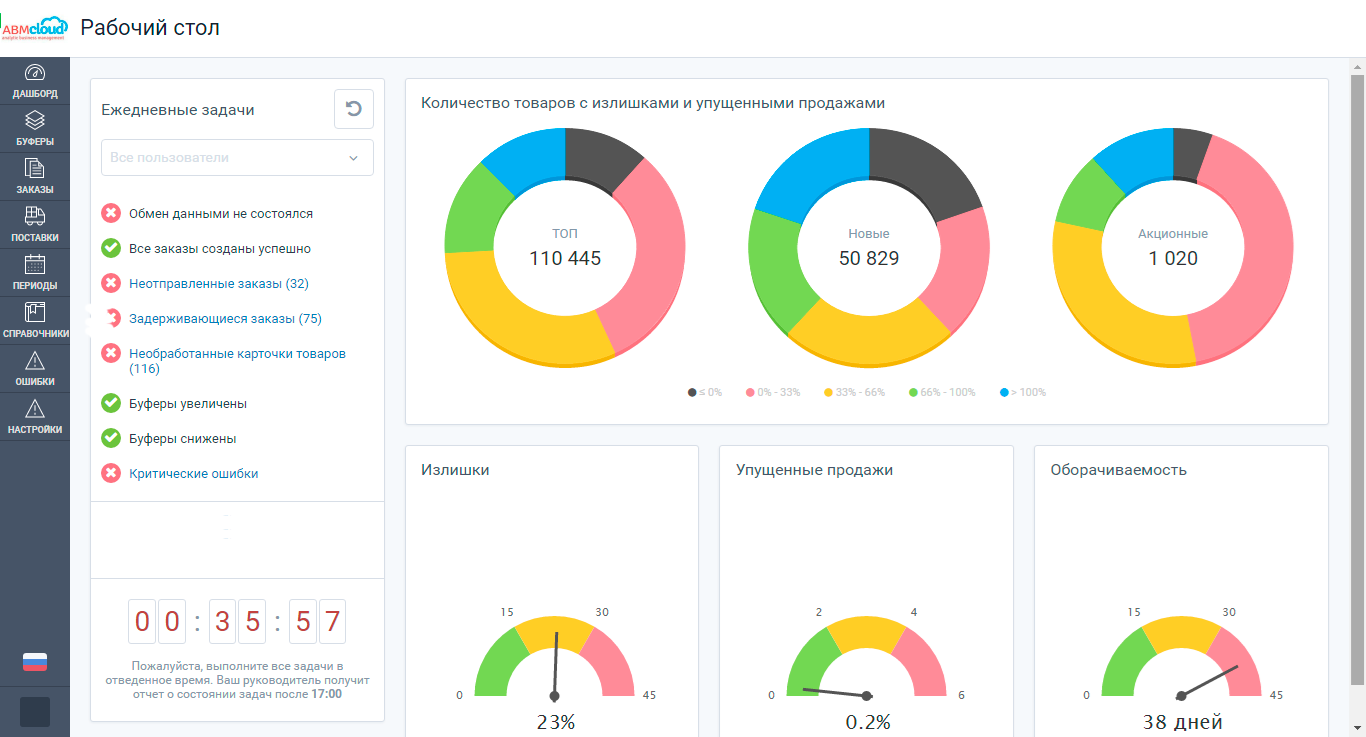 ABMcloud
analytic business management
Рабочий стол
ДАШБОРД
БУФЕРЫ
ЗАКАЗЫ
ПОСТАВКИ
ПЕРИОДЫ
СПРАВОЧНИКИ
ОШИБКИ
НАСТРОЙКИ
Ежедневные задачи
Все пользователи
Обмен данными не состоялся
Все заказы созданы успешно
Неотправленные заказы (32)
Задерживающиеся заказы (75)
Необработанные карточки товаров
(116)
Буферы увеличены
Буферы снижены
Критические ошибки
00:35:57
Пожалуйста, выполните все задачи в
отведенное время. Ваш руководитель получит
отчет о состоянии задач после 17:00
Количество товаров с излишками и упущенными продажами
ТОП
110 445
Новые
50 829
Акционные
1 020
≤ 0% 0% - 33% 33% - 66% 66% - 100% > 100%
Излишки
15 30
0 45
23%
Упущенные продажи
2 4
0 6
0.2%
Оборачиваемость
15 30
0 45
38 дней